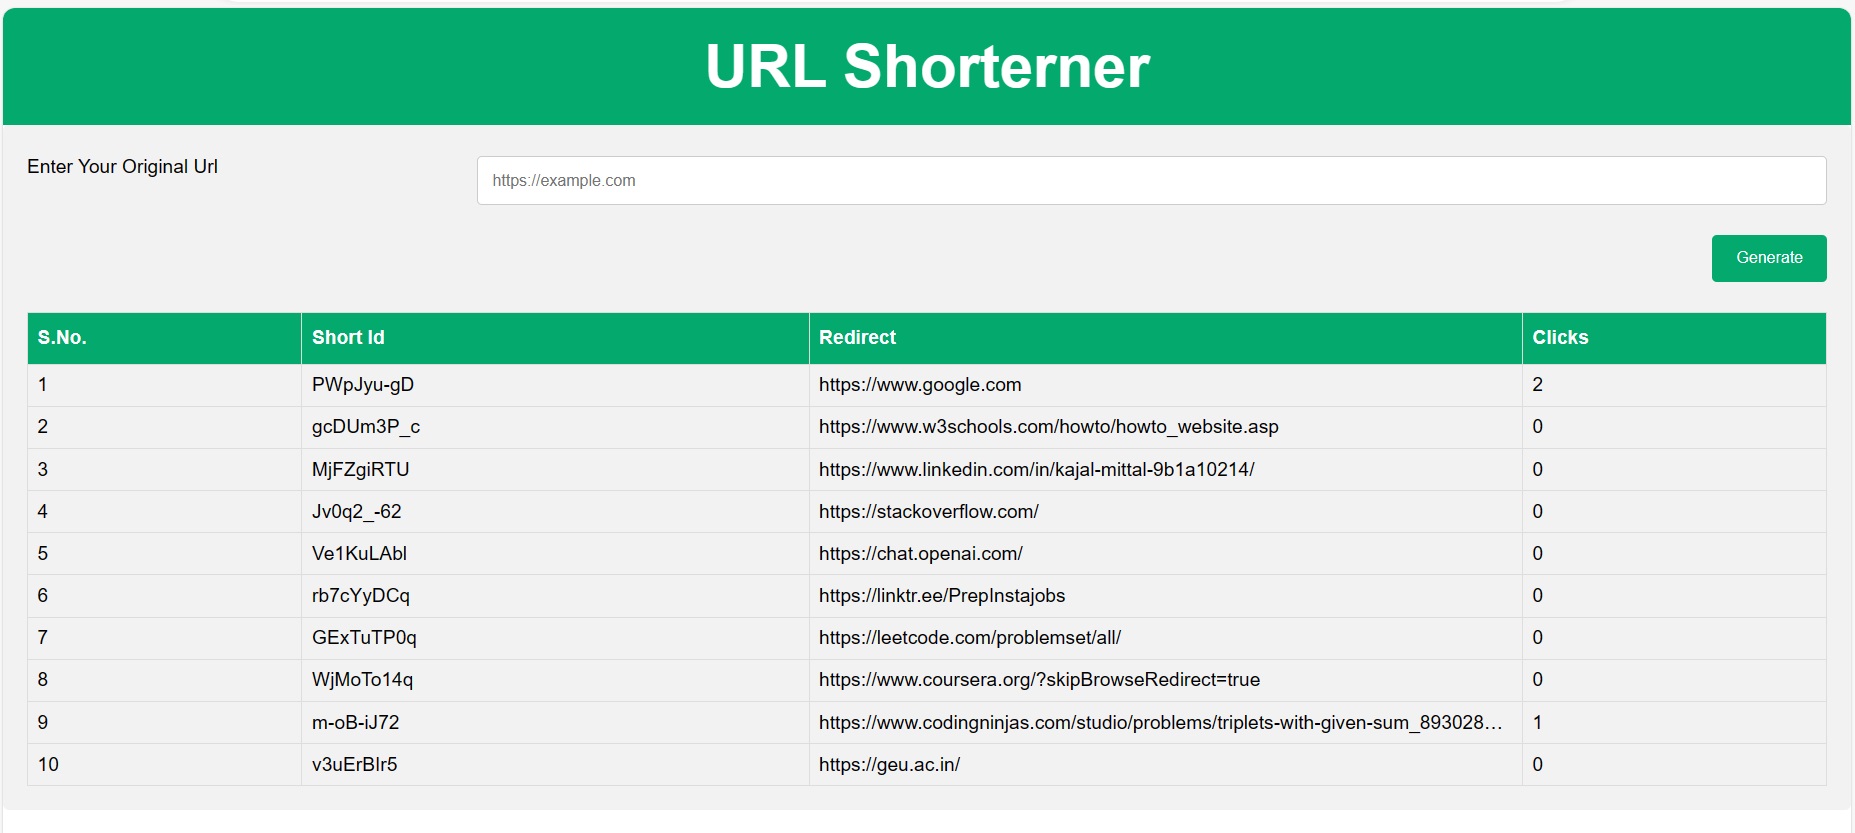 URL Shorterner
Enter Your Original Url
https://example.com
Generate
S.No. Short Id Redirect Clicks
1 PWpJyu-gD https://www.google.com 2
2 gcDUm3P_c https://www.w3schools.com/howto/howto_website.asp 0
3 MjFZgiRTU https://www.linkedin.com/in/kajal-mittal-9b1a10214/ 0
4 Jv0q2_-62 https://stackoverflow.com/ 0
5 Ve1KuLAbl https://chat.openai.com/ 0
6 rb7cYyDCq https://linktr.ee/PrepInstajobs 0
7 GExTuTP0q https://leetcode.com/problemset/all/ 0
8 WjMoTo14q https://www.coursera.org/?skipBrowseRedirect=true 0
9 m-oB-iJ72 https://www.codingninjas.com/studio/problems/triplets-with-given-sum_893028... 1
10 v3uErBIr5 https://geu.ac.in/ 0